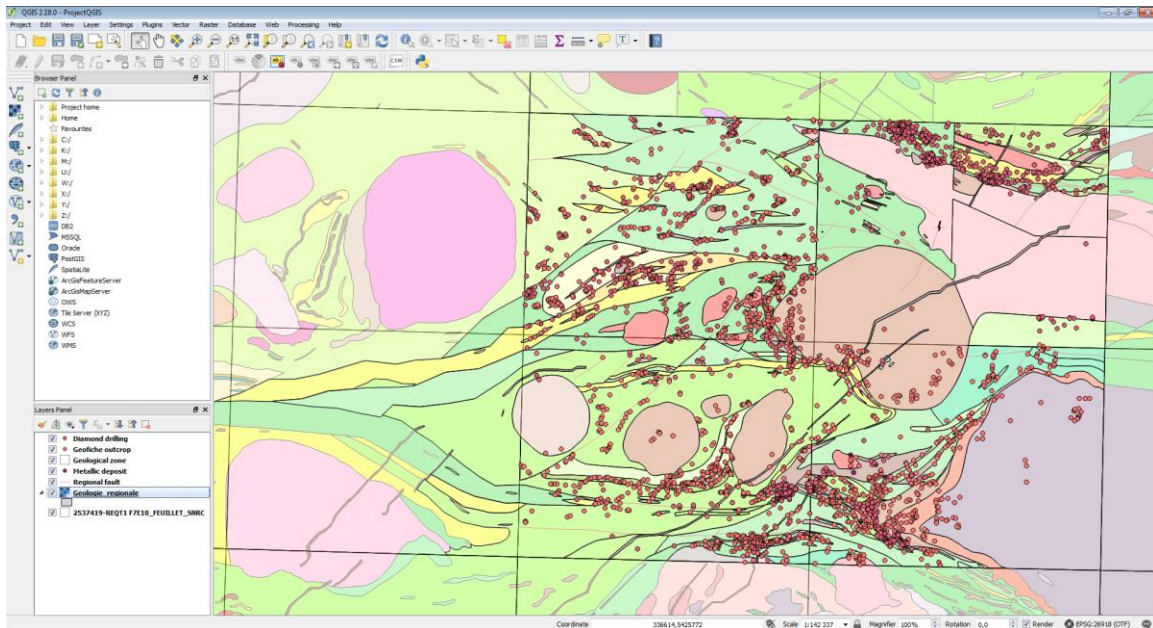 QGIS 2.18.0 - ProjectQGIS
Project Edit View Layer Settings Plugins Vector Raster Database Web Processing Help
CSW
Browser Panel
Project home
Home
Favourites
C:/
K:/
M:/
U:/
W:/
X:/
Y:/
Z:/
DB2
MSSQL
Oracle
PostGIS
SpatiaLite
ArcGisFeatureServer
ArcGisMapServer
OWS
Tile Server (XYZ)
WCS
WFS
WMS
Layers Panel
Diamond drilling
Geofiche outcrop
Geological zone
Metallic deposit
Regional fault
Geologie_regionale
2537419-REQT1 F7E10_FEUILLET_SNRC
Coordinate 336614,5425772 Scale 1:142 337 Magnifier 100% Rotation 0,0 Render EPSG:26918 (OTF)